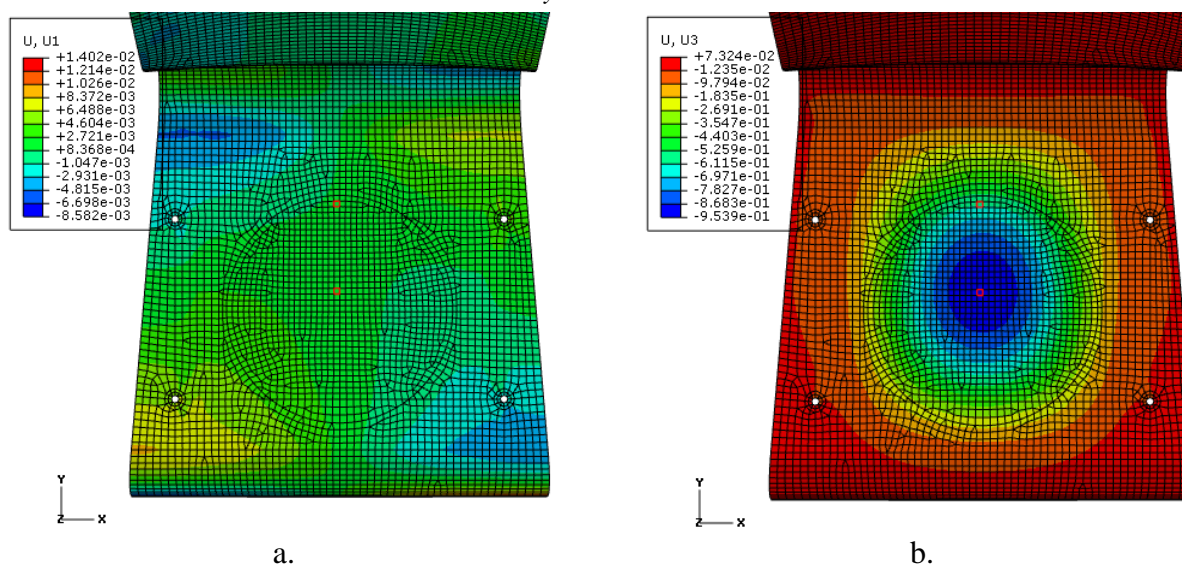 U, U1
+1.402e-02
+1.214e-02
+1.026e-02
+8.372e-03
+6.488e-03
+4.604e-03
+2.721e-03
+8.368e-04
-1.047e-03
-2.931e-03
-4.815e-03
-6.698e-03
-8.582e-03
Y
Z
X
a.
U, U3
+7.324e-02
-1.235e-02
-9.794e-02
-1.835e-01
-2.691e-01
-3.547e-01
-4.403e-01
-5.259e-01
-6.115e-01
-6.971e-01
-7.827e-01
-8.683e-01
-9.539e-01
Y
Z
X
b.